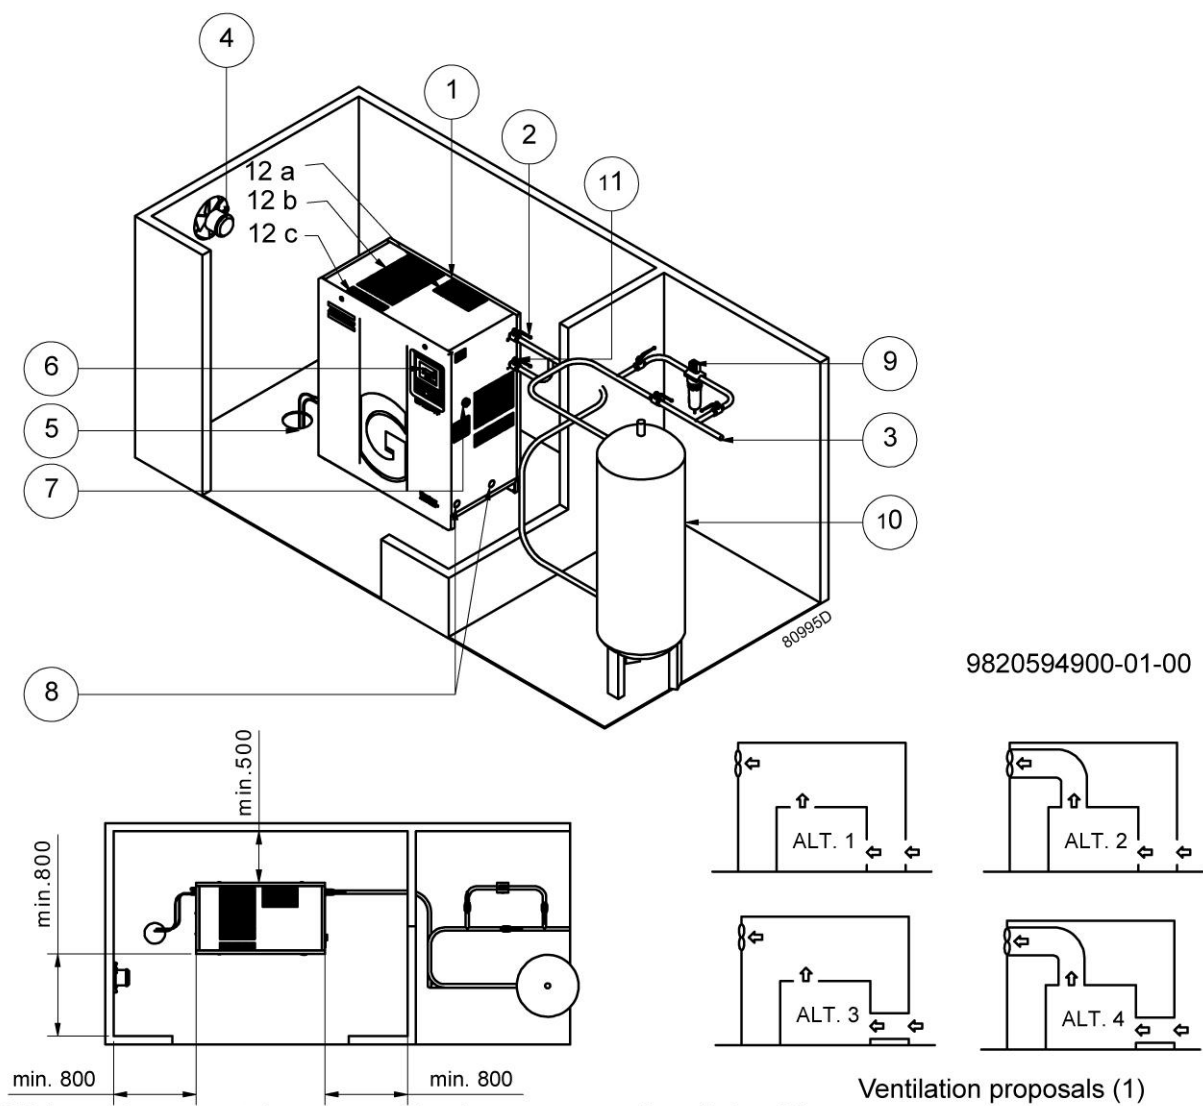 4
1
2
11
12 a
12 b
12 c
6
9
5
3
7
10
80995D
9820594900-01-00
8
min.500
min.800
ALT. 1
ALT. 2
ALT. 3
ALT. 4
min. 800
min. 800
Ventilation proposals (1)